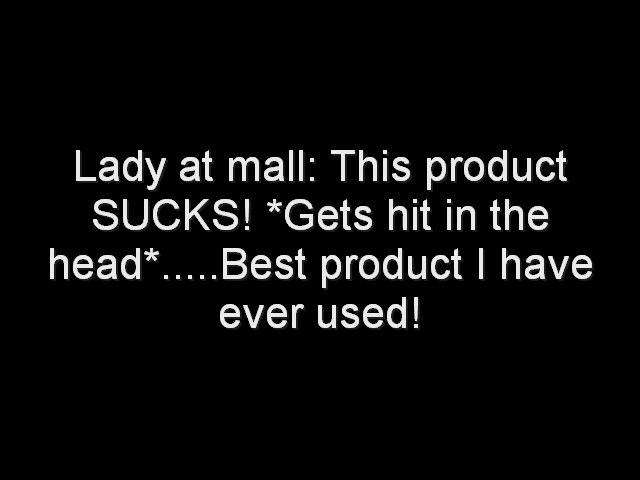 Lady at mall: This product
SUCKS! *Gets hit in the
head*.....Best product I have
ever used!